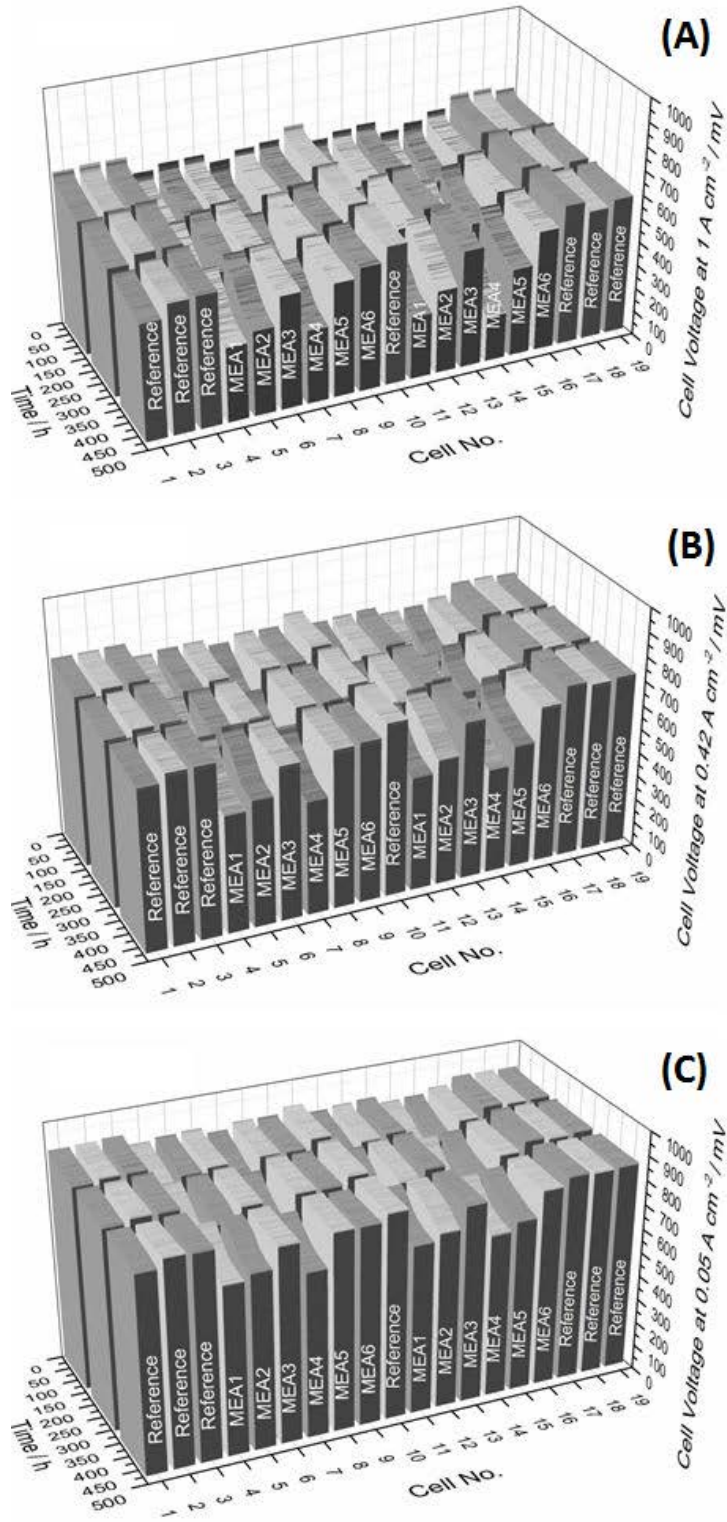 (A)
Cell Voltage at 1 A cm⁻² / mV
1000
900
800
700
600
500
400
300
200
100
0
0
50
100
150
200
250
300
350
400
450
500
Time / h
Reference
Reference
Reference
MEA1
MEA2
MEA3
MEA4
MEA5
MEA6
Reference
MEA1
MEA2
MEA3
MEA4
MEA5
MEA6
Reference
Reference
Reference
1
2
3
4
5
6
7
8
9
10
11
12
13
14
15
16
17
18
19
Cell No.
(B)
Cell Voltage at 0.42 A cm⁻² / mV
1000
900
800
700
600
500
400
300
200
100
0
0
50
100
150
200
250
300
350
400
450
500
Time / h
Reference
Reference
Reference
MEA1
MEA2
MEA3
MEA4
MEA5
MEA6
Reference
MEA1
MEA2
MEA3
MEA4
MEA5
MEA6
Reference
Reference
Reference
1
2
3
4
5
6
7
8
9
10
11
12
13
14
15
16
17
18
19
Cell No.
(C)
Cell Voltage at 0.05 A cm⁻² / mV
1000
900
800
700
600
500
400
300
200
100
0
0
50
100
150
200
250
300
350
400
450
500
Time / h
Reference
Reference
Reference
MEA1
MEA2
MEA3
MEA4
MEA5
MEA6
Reference
MEA1
MEA2
MEA3
MEA4
MEA5
MEA6
Reference
Reference
Reference
1
2
3
4
5
6
7
8
9
10
11
12
13
14
15
16
17
18
19
Cell No.